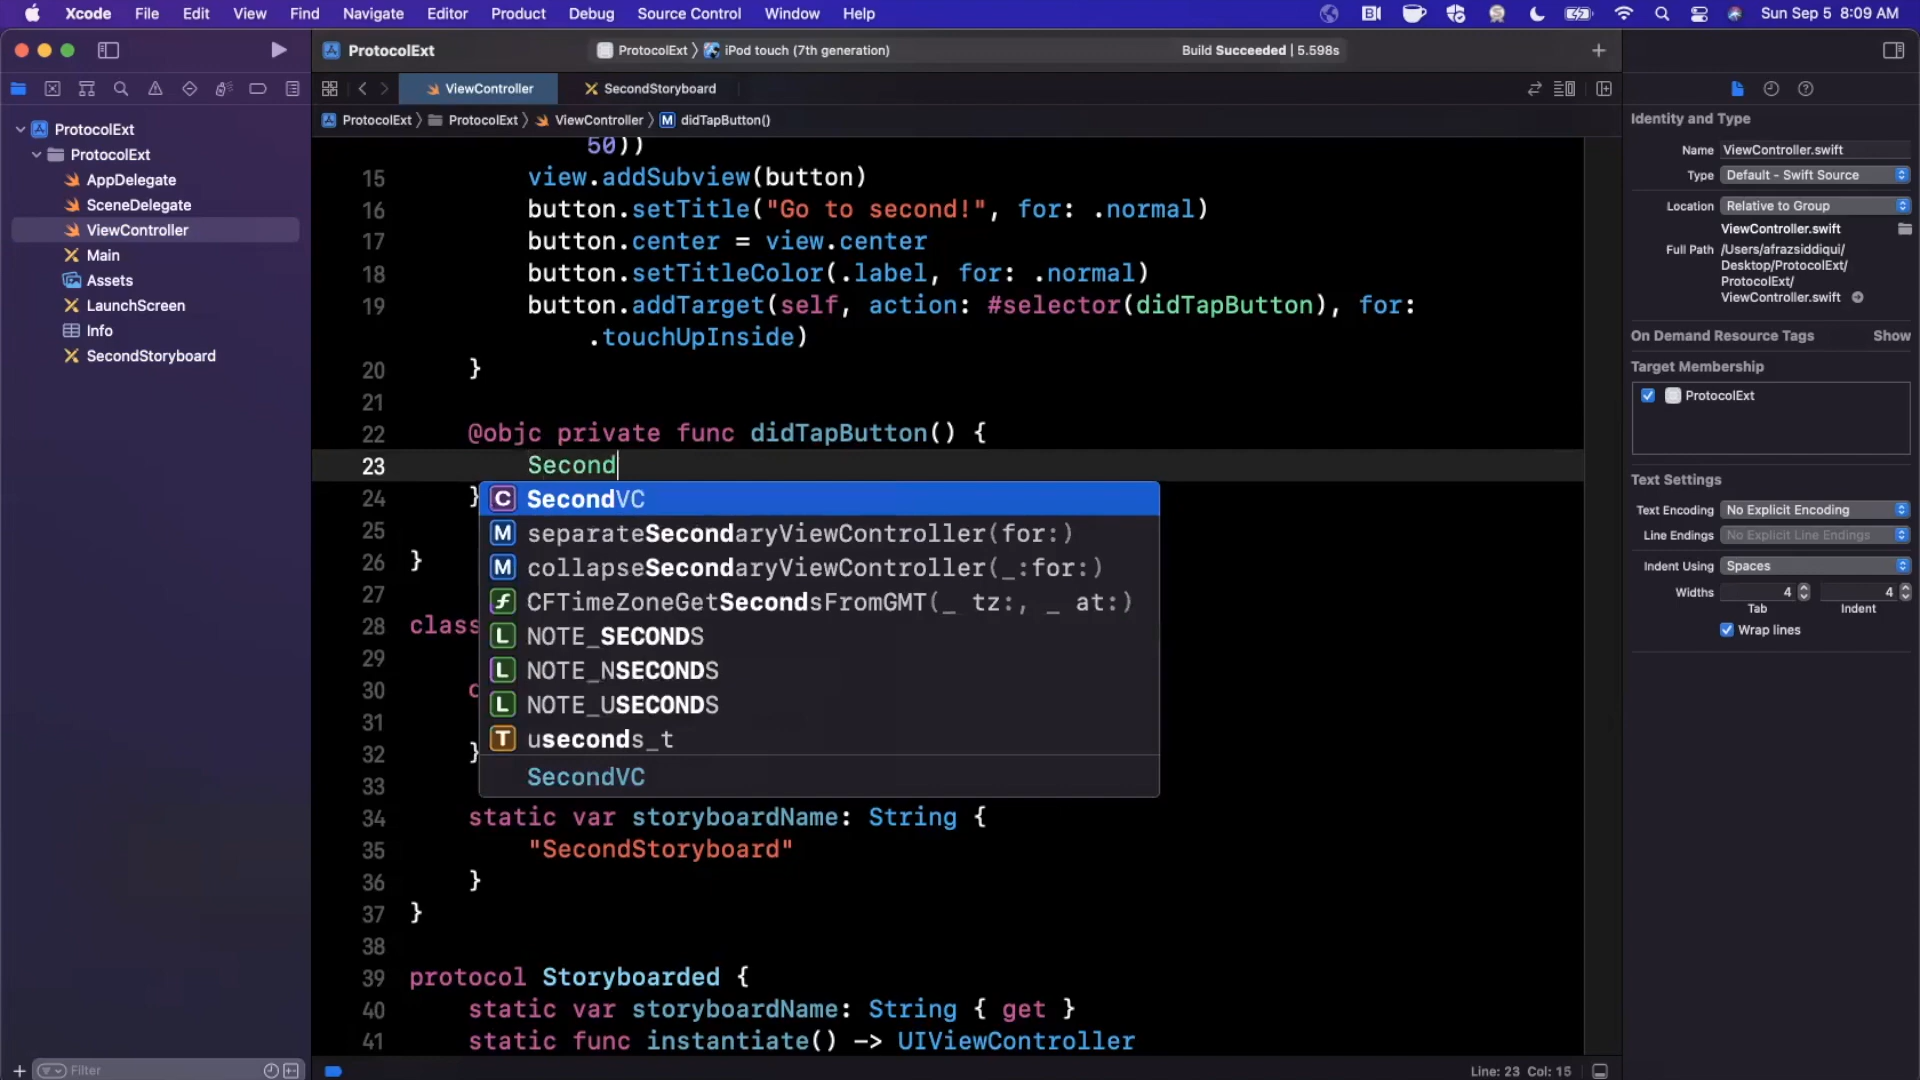 Xcode File Edit View Find Navigate Editor Product Debug Source Control Window Help Sun Sep 5 8:09 AM
ProtocolExt ProtocolExt iPod touch (7th generation) Build Succeeded | 5.598s
ViewController SecondStoryboard
ProtocolExt ProtocolExt ViewController M didTapButton()
ProtocolExt
ProtocolExt
AppDelegate
SceneDelegate
ViewController
Main
Assets
LaunchScreen
Info
SecondStoryboard
Filter
50))
15 view.addSubview(button)
16 button.setTitle("Go to second!", for: .normal)
17 button.center = view.center
18 button.setTitleColor(.label, for: .normal)
19 button.addTarget(self, action: #selector(didTapButton), for:
.touchUpInside)
20 }
21
22 @objc private func didTapButton() {
23 Second
24 }
25
26 }
27
28 class
29
30 c
31
32 }
33
C SecondVC
M separateSecondaryViewController(for:)
M collapseSecondaryViewController(_:for:)
f CFTimeZoneGetSecondsFromGMT(_ tz:, _ at:)
L NOTE_SECONDS
L NOTE_NSECONDS
L NOTE_USECONDS
T useconds_t
SecondVC
34 static var storyboardName: String {
35 "SecondStoryboard"
36 }
37 }
38
39 protocol Storyboarded {
40 static var storyboardName: String { get }
41 static func instantiate() -> UIViewController
Line: 23 Col: 15
Identity and Type
Name ViewController.swift
Type Default - Swift Source
Location Relative to Group
ViewController.swift
Full Path /Users/afrazsiddiqui/
Desktop/ProtocolExt/
ProtocolExt/
ViewController.swift
On Demand Resource Tags Show
Target Membership
ProtocolExt
Text Settings
Text Encoding No Explicit Encoding
Line Endings No Explicit Line Endings
Indent Using Spaces
Widths 4 4
Tab Indent
Wrap lines